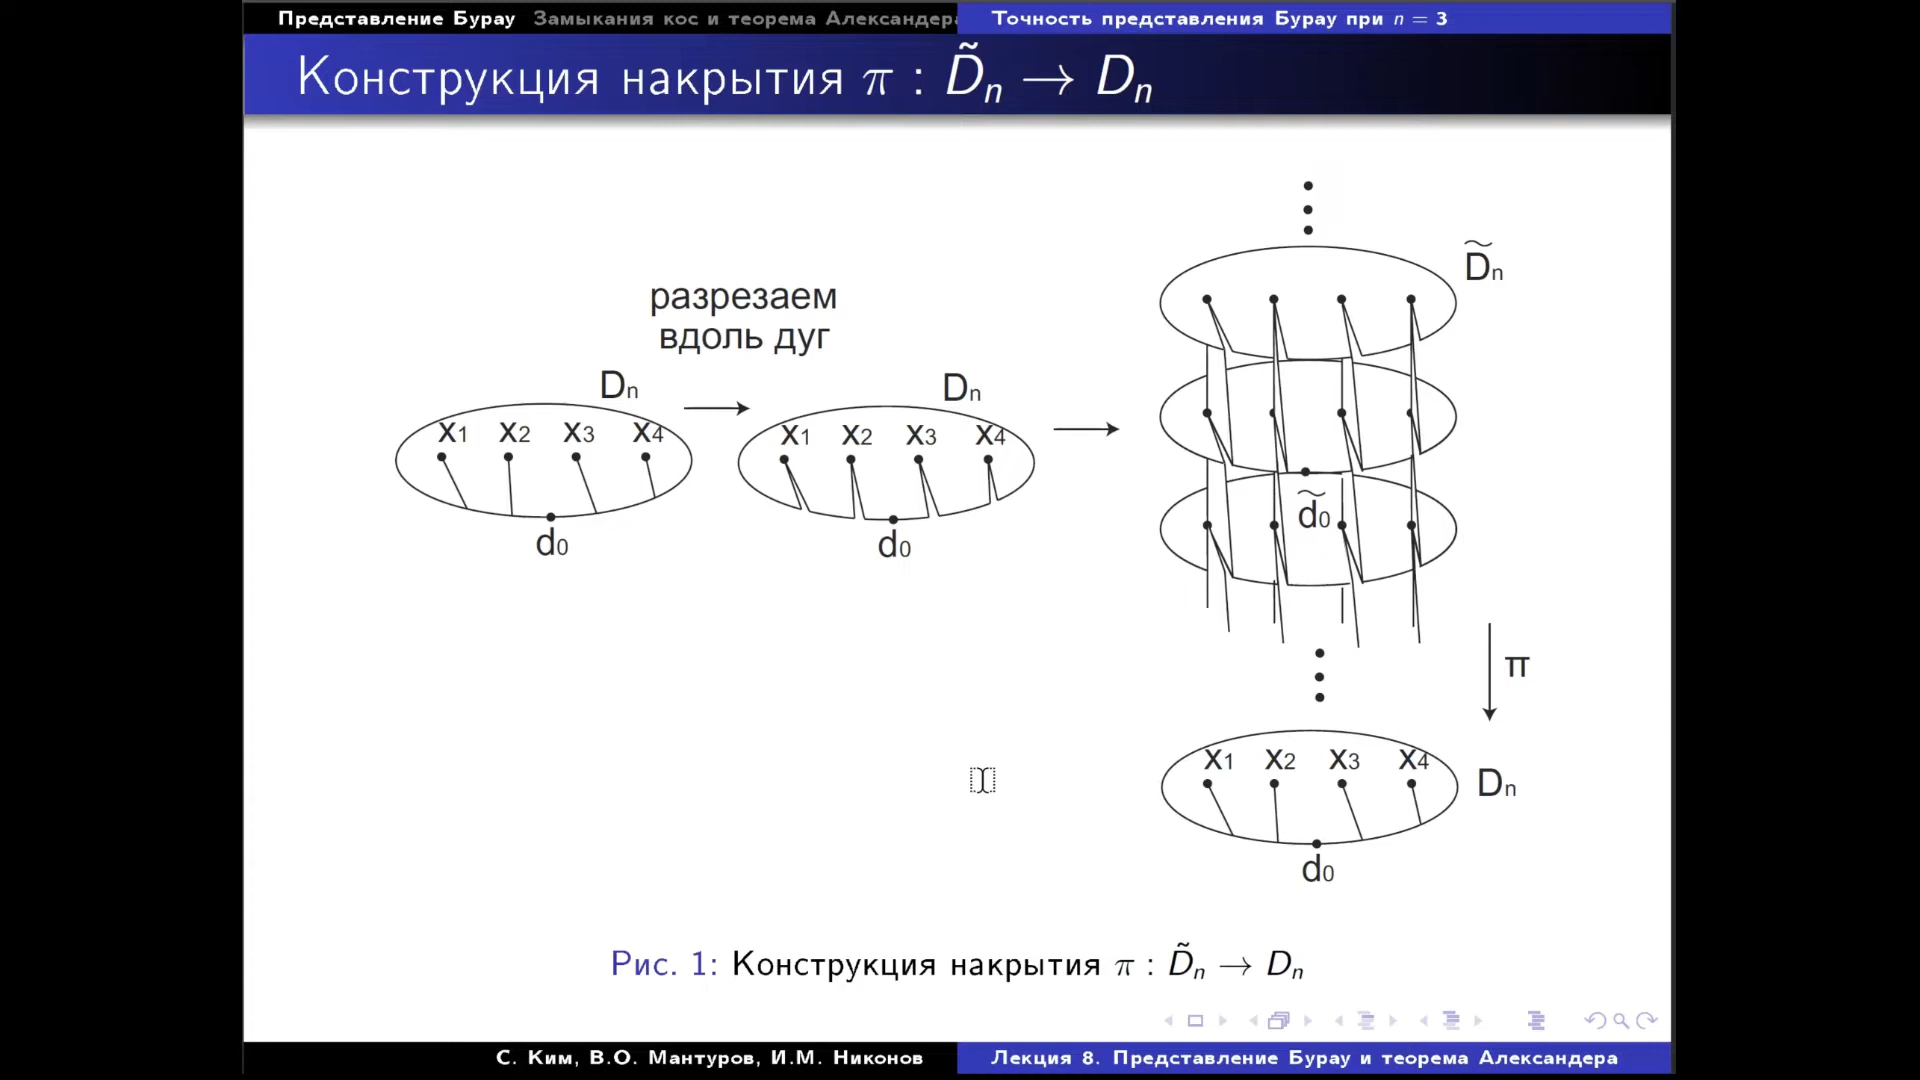 Представление Бурау Замыкания кос и теорема Александера Точность представления Бурау при n = 3
Конструкция накрытия π : D̃n → Dn
D̃n
разрезаем
вдоль дуг
Dn
Dn
x1 x2 x3 x4
x1 x2 x3 x4
d̃0
d0
d0
π
x1 x2 x3 x4
Dn
d0
Рис. 1: Конструкция накрытия π : D̃n → Dn
С. Ким, В.О. Мантуров, И.М. Никонов Лекция 8. Представление Бурау и теорема Александера